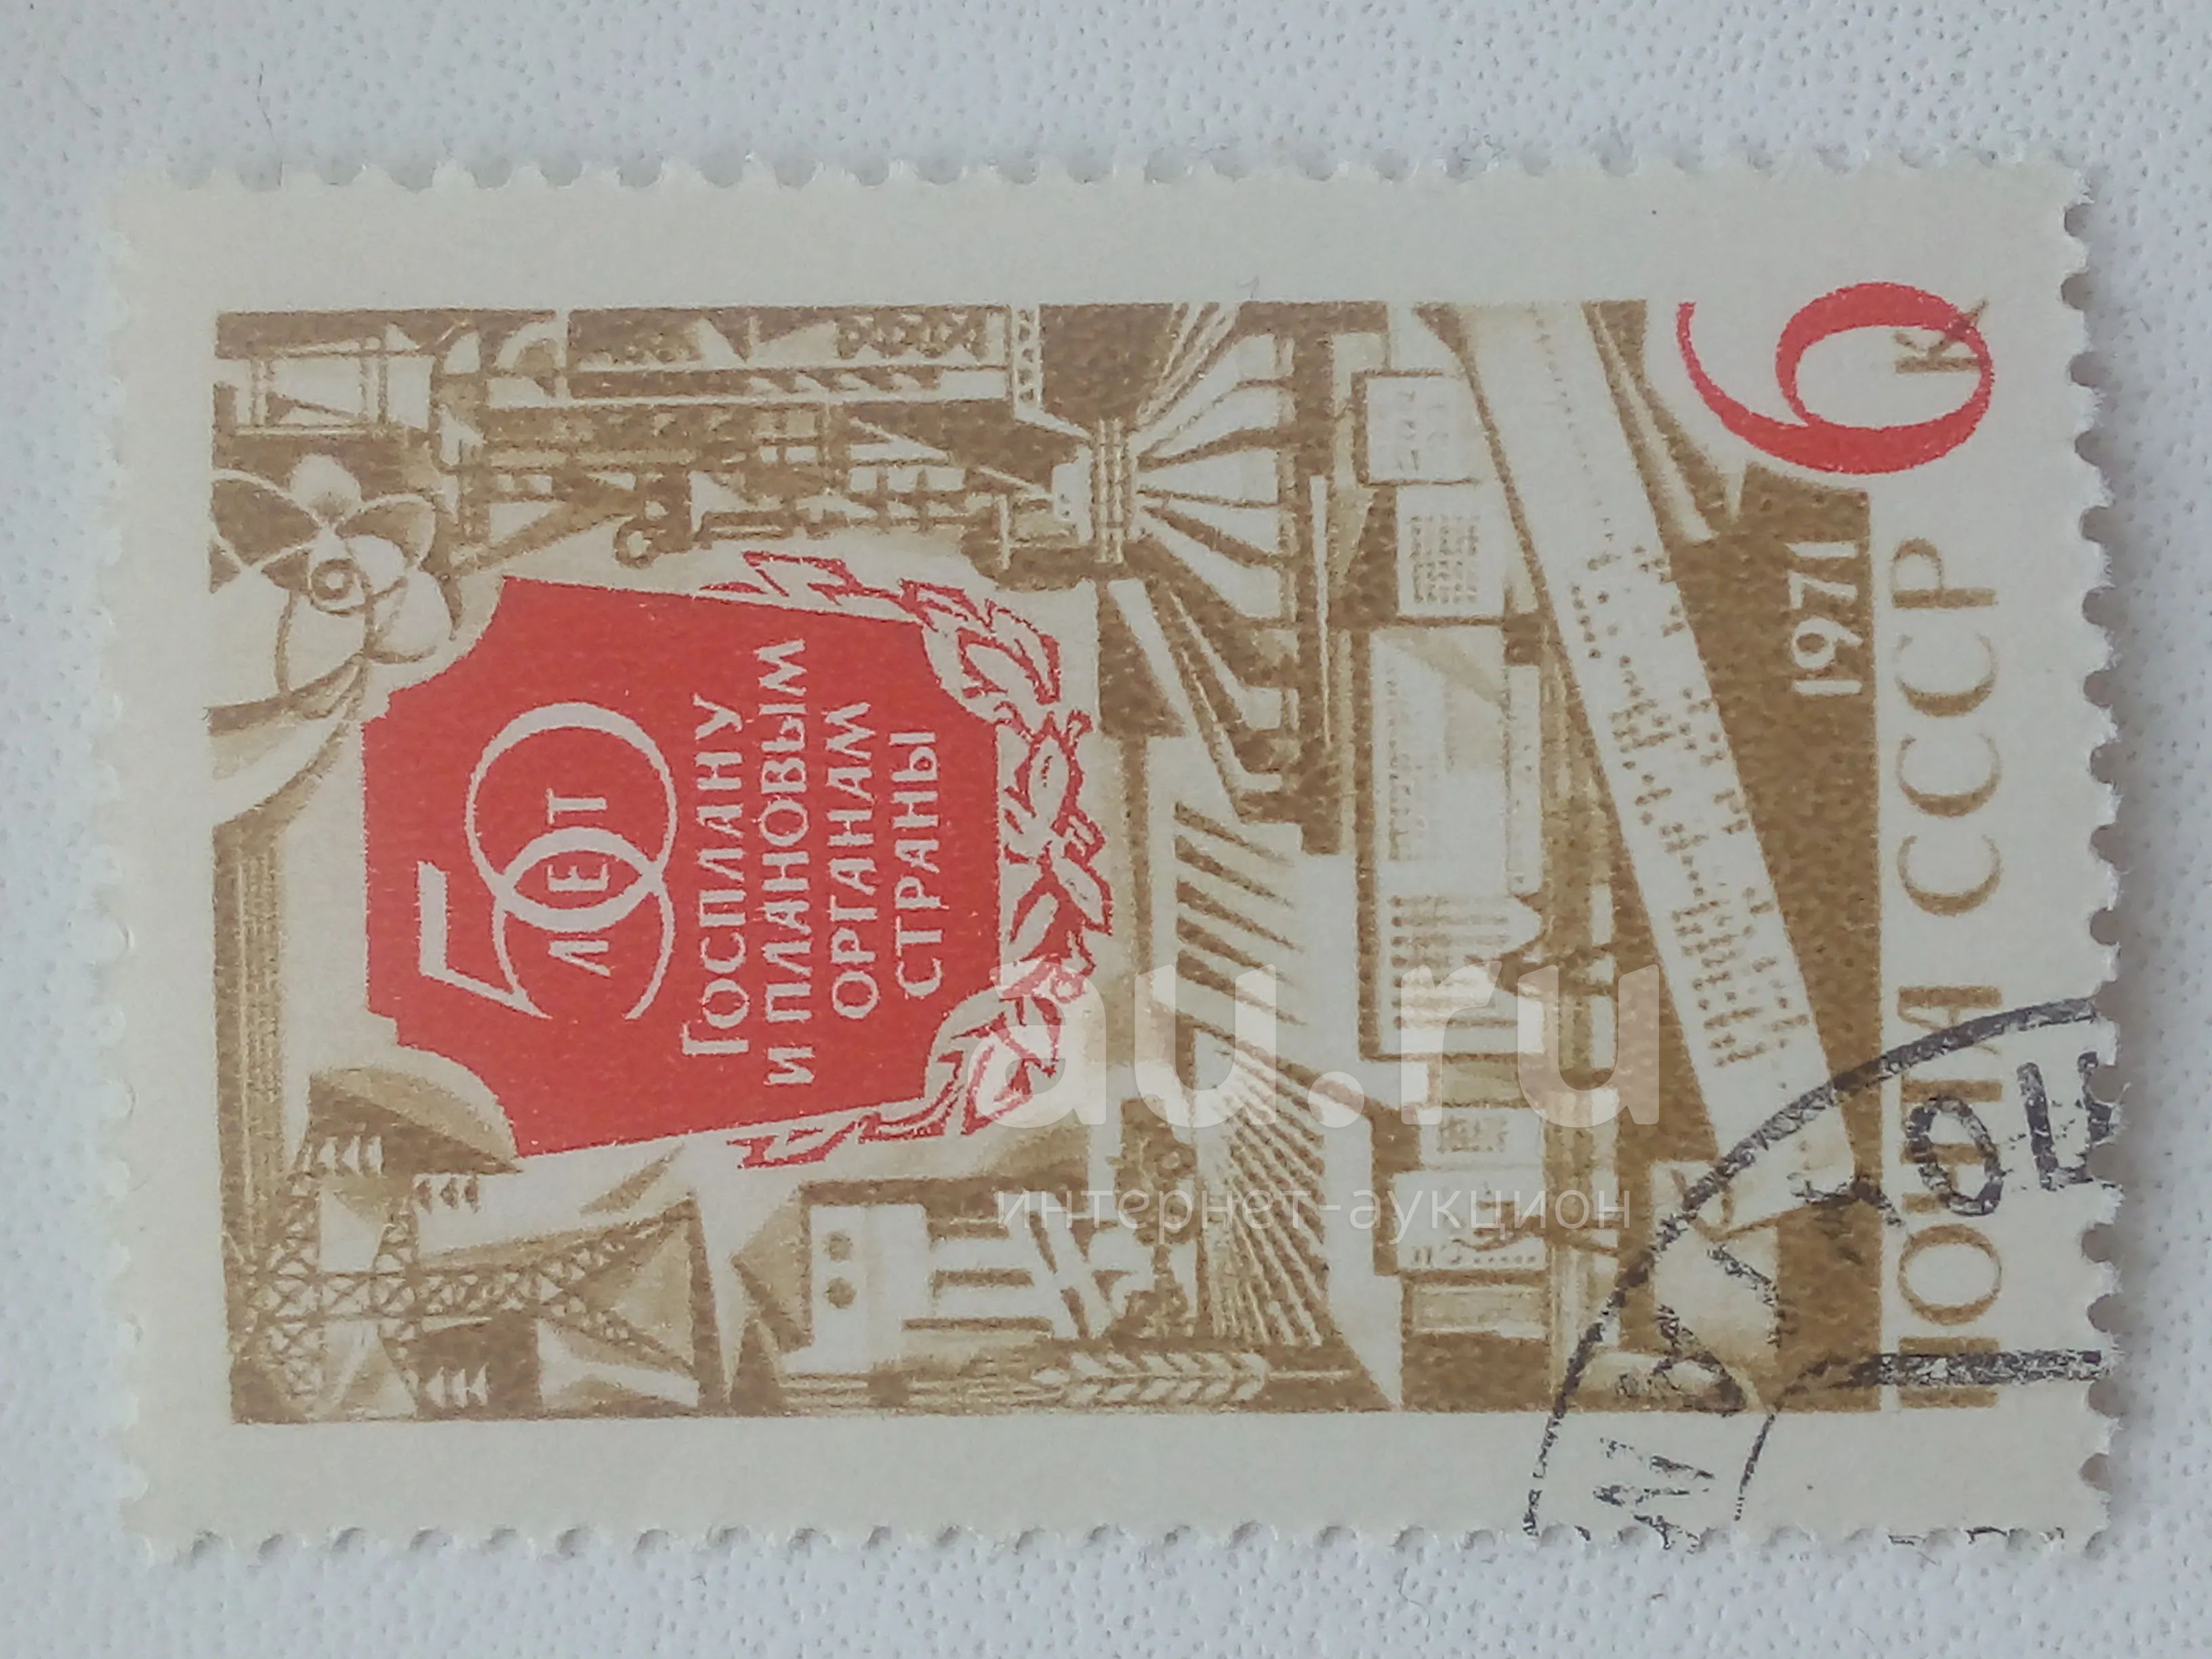 50
ЛЕТ
ГОСПЛАНУ
И ПЛАНОВЫМ
ОРГАНАМ
СТРАНЫ
1971
6 К
ПОЧТА СССР
au.ru
интернет-аукцион